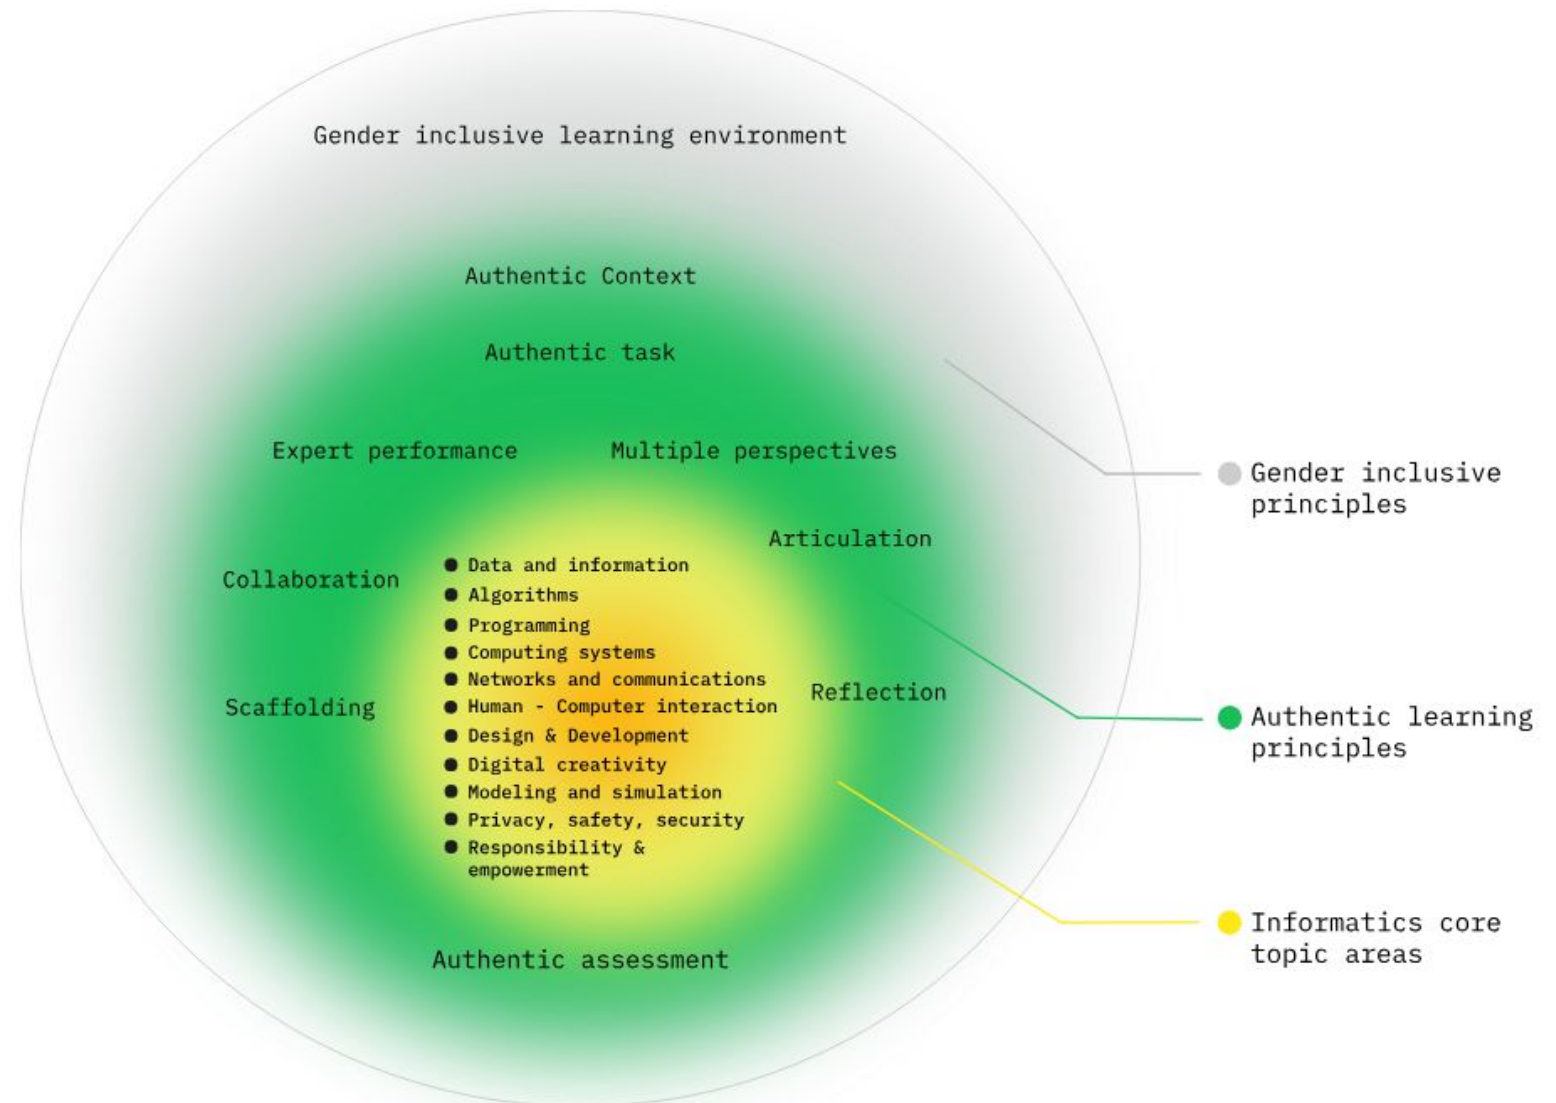 Gender inclusive learning environment
Authentic Context
Authentic task
Expert performance
Multiple perspectives
Articulation
Collaboration
Scaffolding
Reflection
● Data and information
● Algorithms
● Programming
● Computing systems
● Networks and communications
● Human - Computer interaction
● Design & Development
● Digital creativity
● Modeling and simulation
● Privacy, safety, security
● Responsibility &
empowerment
Authentic assessment
Gender inclusive
principles
Authentic learning
principles
Informatics core
topic areas